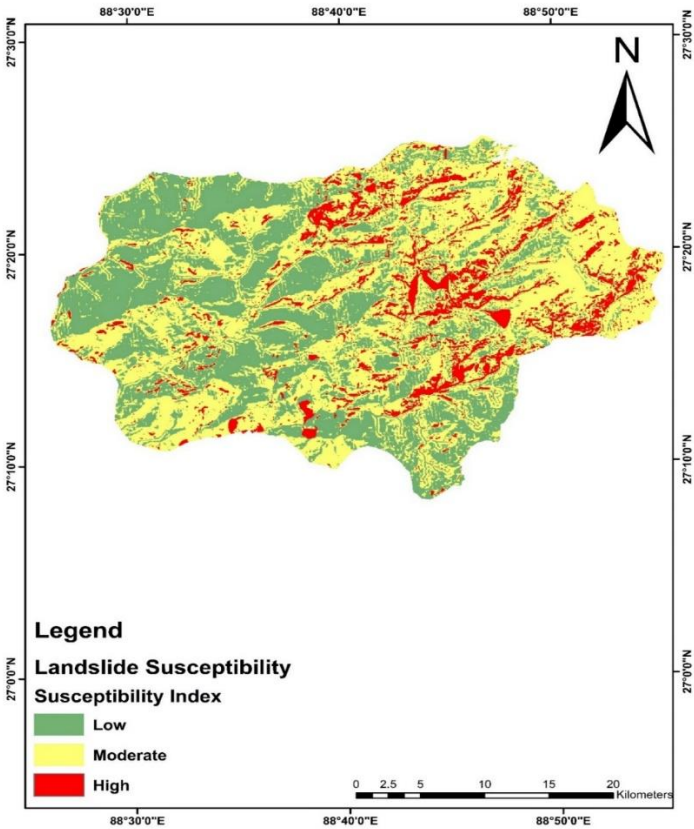 88°30'0"E 88°40'0"E 88°50'0"E
27°30'0"N 27°30'0"N
N
27°20'0"N 27°20'0"N
27°10'0"N 27°10'0"N
27°0'0"N 27°0'0"N
Legend
Landslide Susceptibility
Susceptibility Index
Low
Moderate
High
0 2.5 5 10 15 20
Kilometers
88°30'0"E 88°40'0"E 88°50'0"E